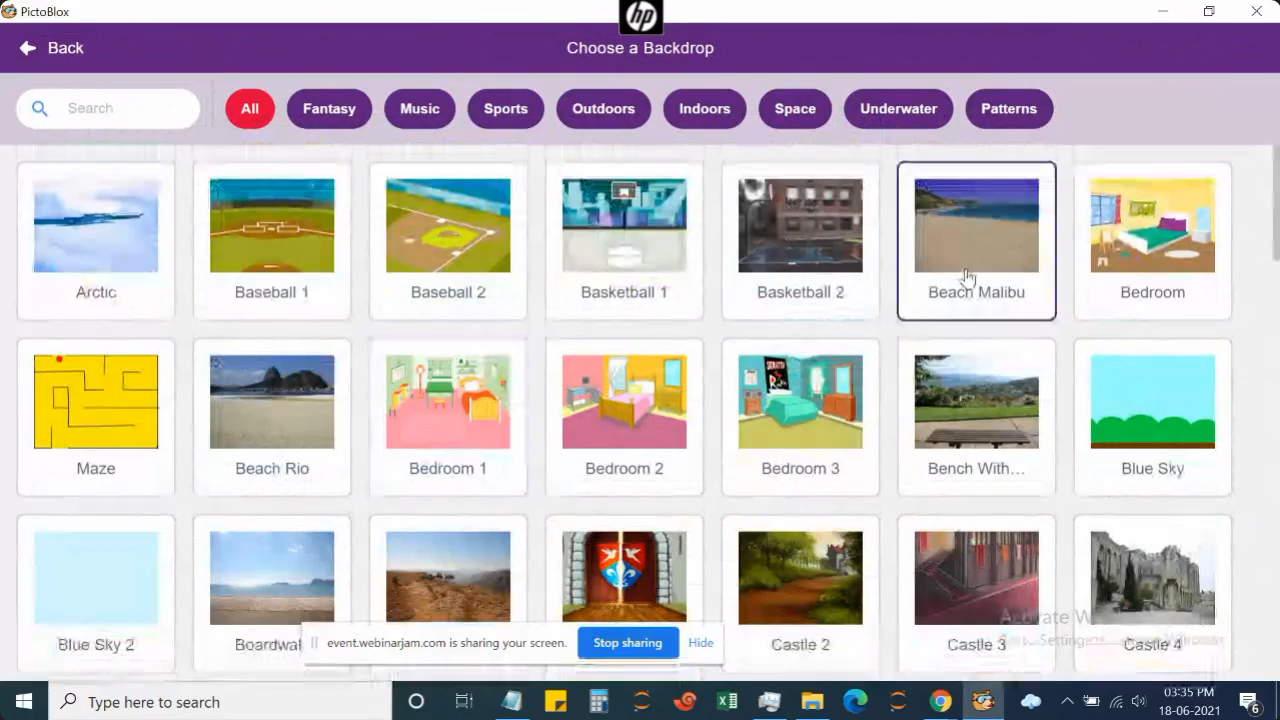 PictoBlox
hp
Back
Choose a Backdrop
Search
All
Fantasy
Music
Sports
Outdoors
Indoors
Space
Underwater
Patterns
Arctic
Baseball 1
Baseball 2
Basketball 1
Basketball 2
Beach Malibu
Bedroom
Maze
Beach Rio
Bedroom 1
Bedroom 2
Bedroom 3
Bench With...
Blue Sky
Blue Sky 2
Boardwal
Castle 2
Castle 3
Castle 4
event.webinarjam.com is sharing your screen.
Stop sharing
Hide
Type here to search
03:35 PM
18-06-2021
6